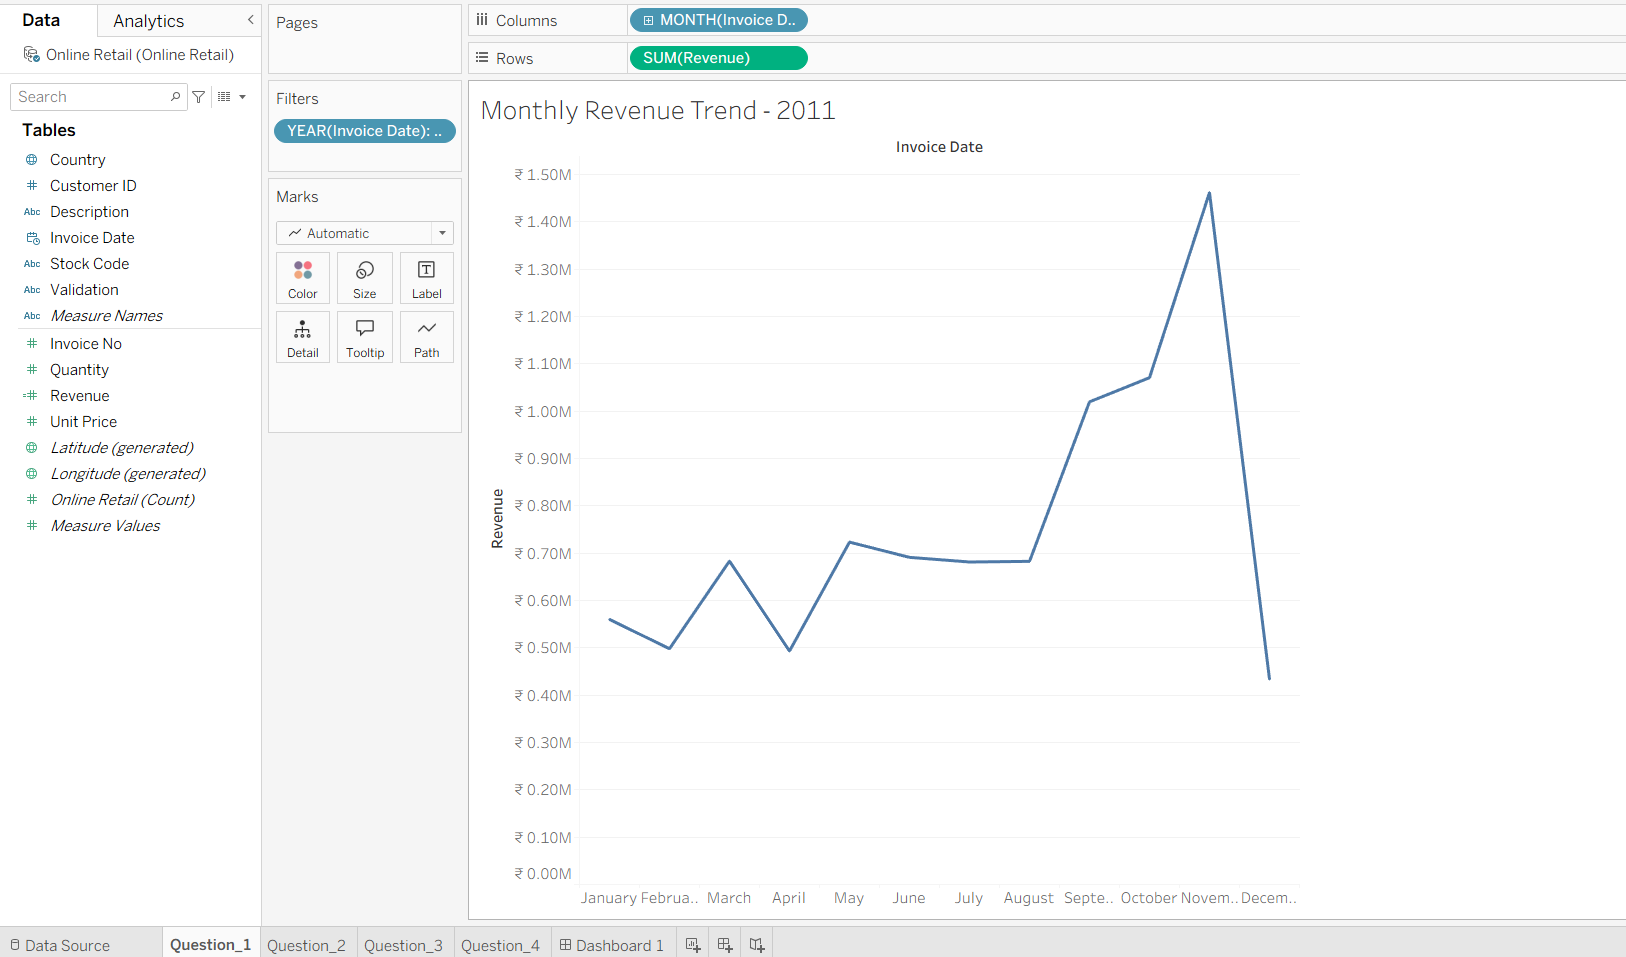 Data
Analytics
Online Retail (Online Retail)
Search
Tables
Country
Customer ID
Abc Description
Invoice Date
Abc Stock Code
Abc Validation
Abc Measure Names
Invoice No
Quantity
Revenue
Unit Price
Latitude (generated)
Longitude (generated)
Online Retail (Count)
Measure Values
Pages
Filters
YEAR(Invoice Date): ..
Marks
Automatic
Color Size Label
Detail Tooltip Path
Columns MONTH(Invoice D..
Rows SUM(Revenue)
Monthly Revenue Trend - 2011
Invoice Date
Revenue
₹ 1.50M
₹ 1.40M
₹ 1.30M
₹ 1.20M
₹ 1.10M
₹ 1.00M
₹ 0.90M
₹ 0.80M
₹ 0.70M
₹ 0.60M
₹ 0.50M
₹ 0.40M
₹ 0.30M
₹ 0.20M
₹ 0.10M
₹ 0.00M
January Februa.. March April May June July August Septe.. October Novem.. Decem..
Data Source Question_1 Question_2 Question_3 Question_4 Dashboard 1